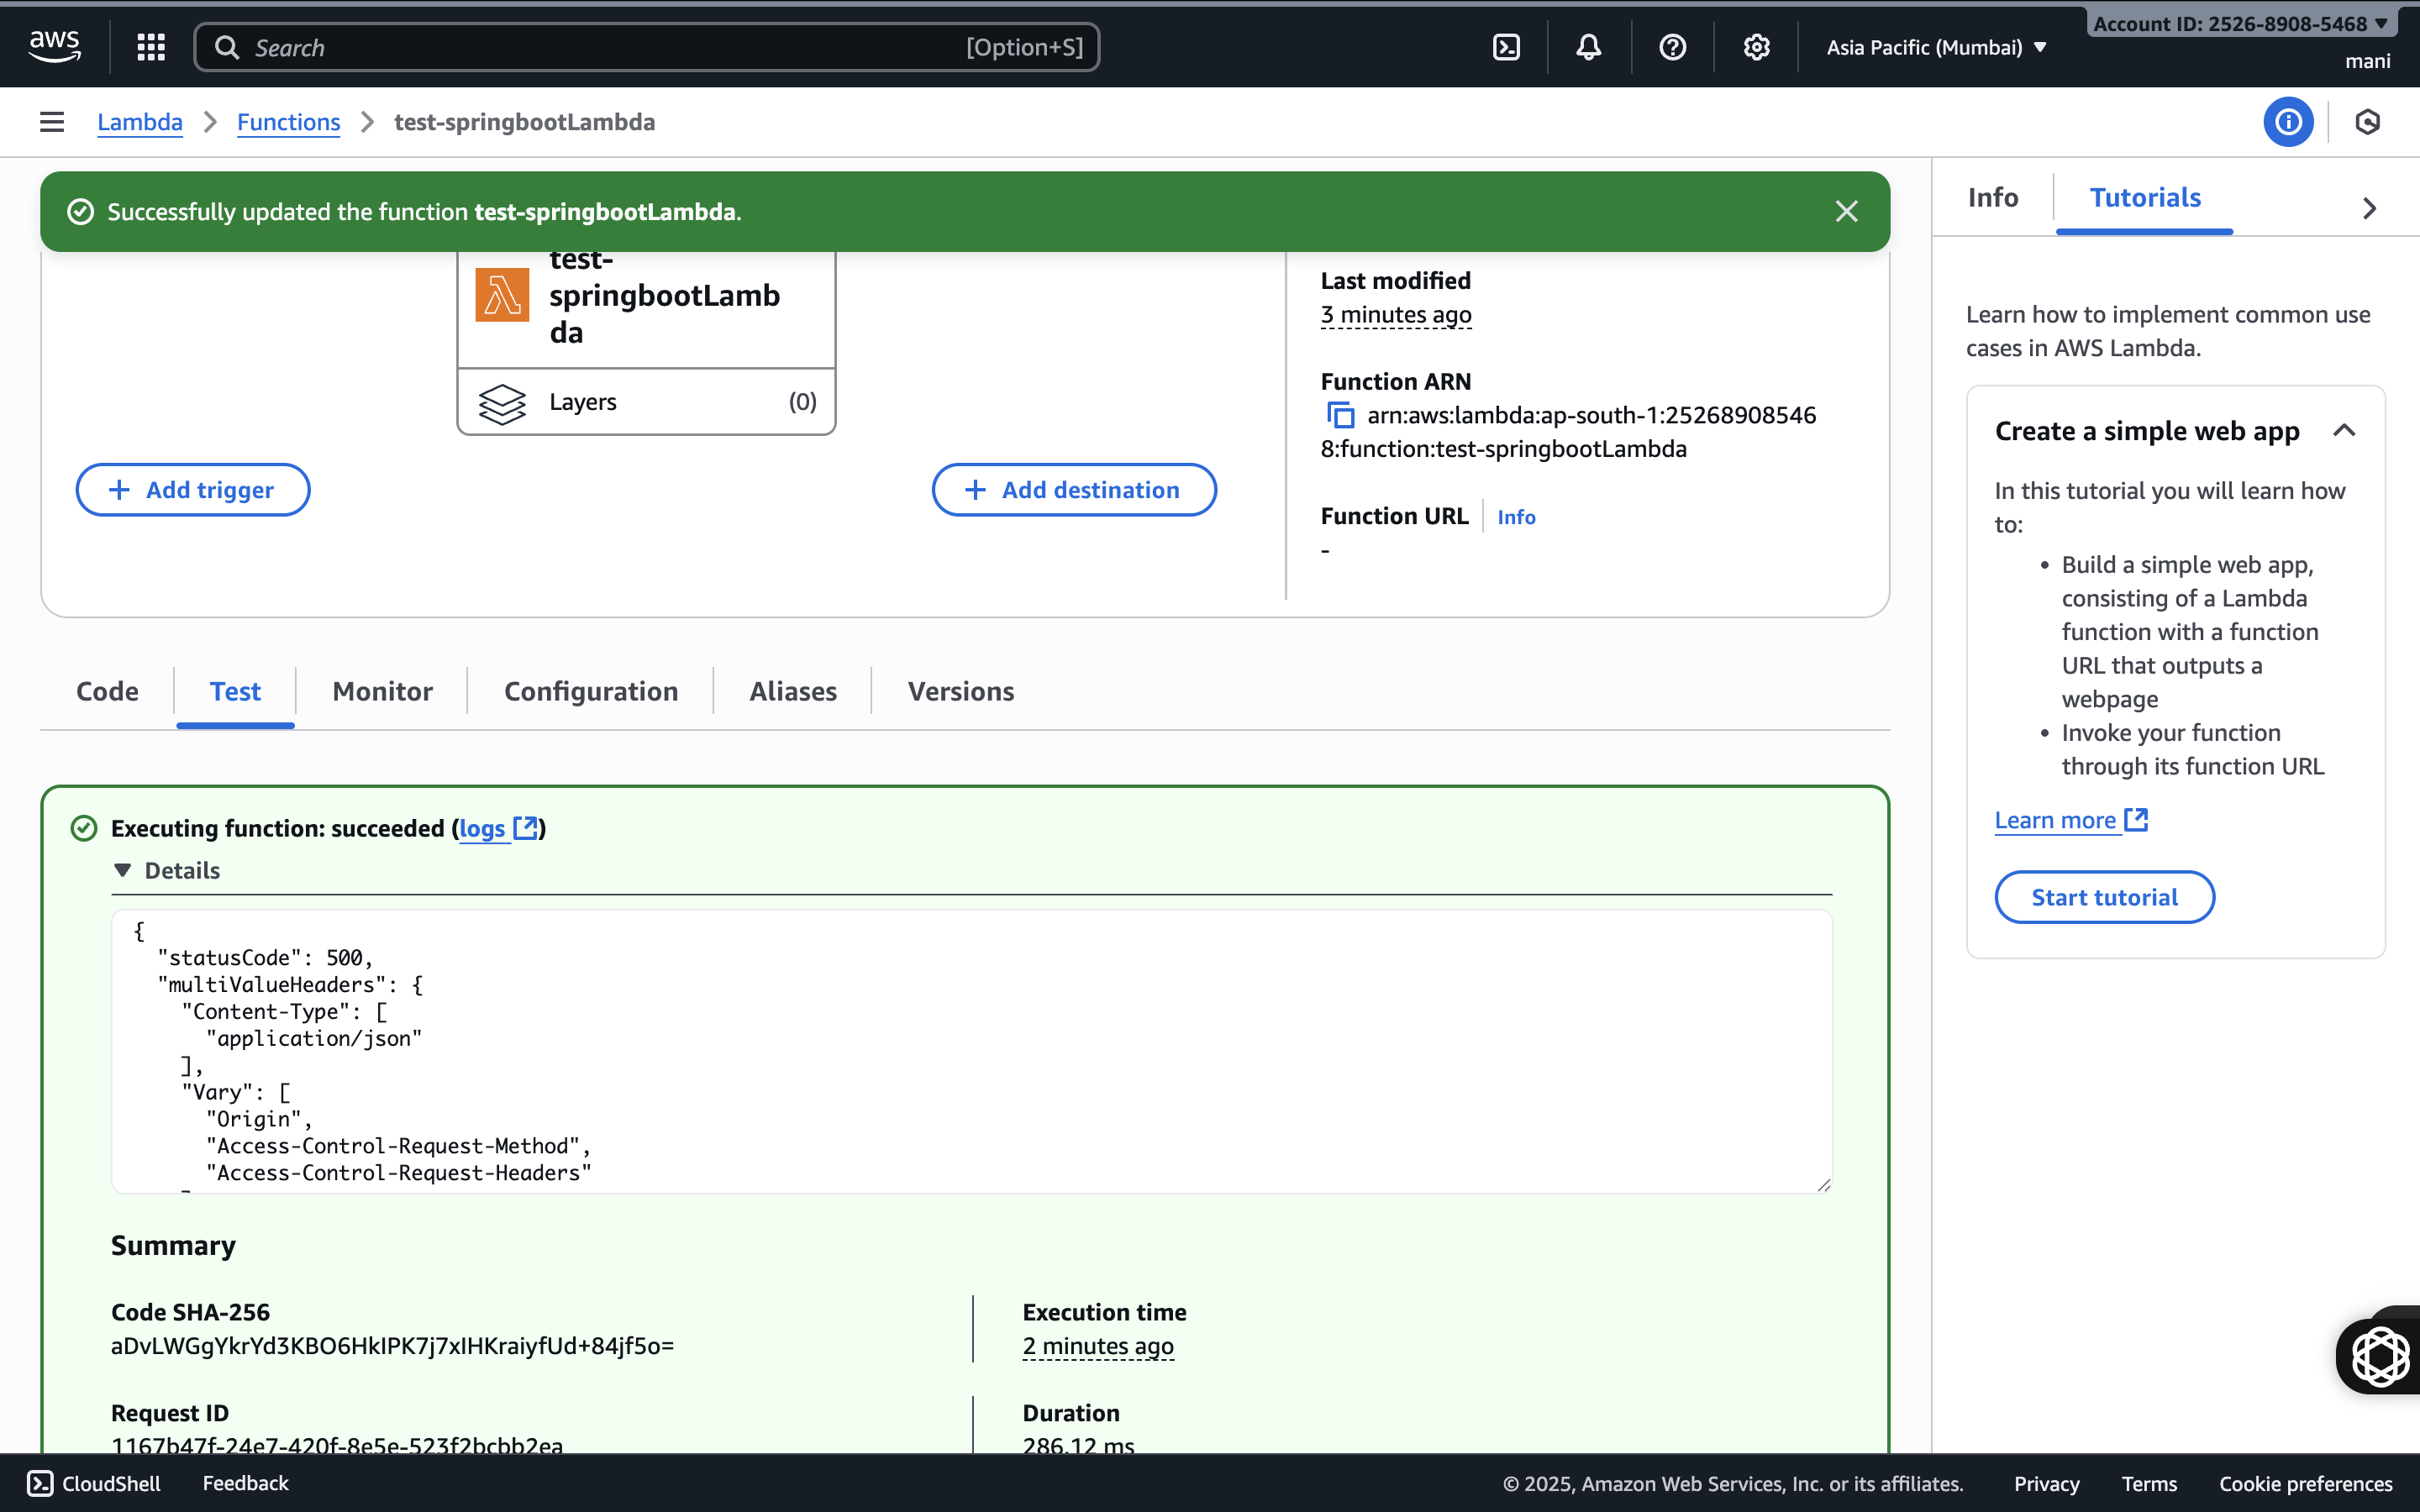 aws
Search
[Option+S]
Asia Pacific (Mumbai)
Account ID: 2526-8908-5468
mani
Lambda
Functions
test-springbootLambda
Successfully updated the function test-springbootLambda.
test-
springbootLamb
da
Layers
(0)
Add trigger
Add destination
Last modified
3 minutes ago
Function ARN
arn:aws:lambda:ap-south-1:25268908546
8:function:test-springbootLambda
Function URL
Info
-
Code
Test
Monitor
Configuration
Aliases
Versions
Executing function: succeeded (logs)
Details
{
"statusCode": 500,
"multiValueHeaders": {
"Content-Type": [
"application/json"
],
"Vary": [
"Origin",
"Access-Control-Request-Method",
"Access-Control-Request-Headers"
Summary
Code SHA-256
aDvLWGgYkrYd3KBO6HkIPK7j7xIHKraiyfUd+84jf5o=
Execution time
2 minutes ago
Request ID
1167b47f-24e7-420f-8e5e-523f2bcbb2ea
Duration
286.12 ms
Info
Tutorials
Learn how to implement common use
cases in AWS Lambda.
Create a simple web app
In this tutorial you will learn how
to:
• Build a simple web app,
consisting of a Lambda
function with a function
URL that outputs a
webpage
• Invoke your function
through its function URL
Learn more
Start tutorial
CloudShell
Feedback
© 2025, Amazon Web Services, Inc. or its affiliates.
Privacy
Terms
Cookie preferences